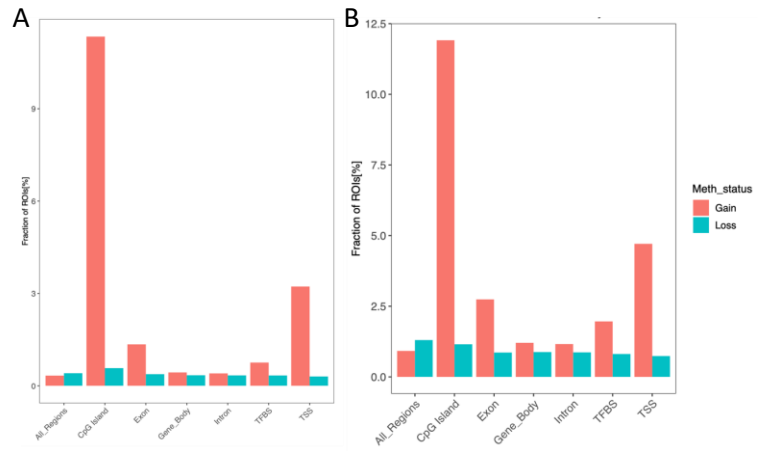 A
B
Fraction of ROIs[%]
9
6
3
0
All_Regions
CpG Island
Exon
Gene_Body
Intron
TFBS
TSS
Fraction of ROIs[%]
12.5
10.0
7.5
5.0
2.5
0.0
All_Regions
CpG Island
Exon
Gene_Body
Intron
TFBS
TSS
Meth_status
Gain
Loss